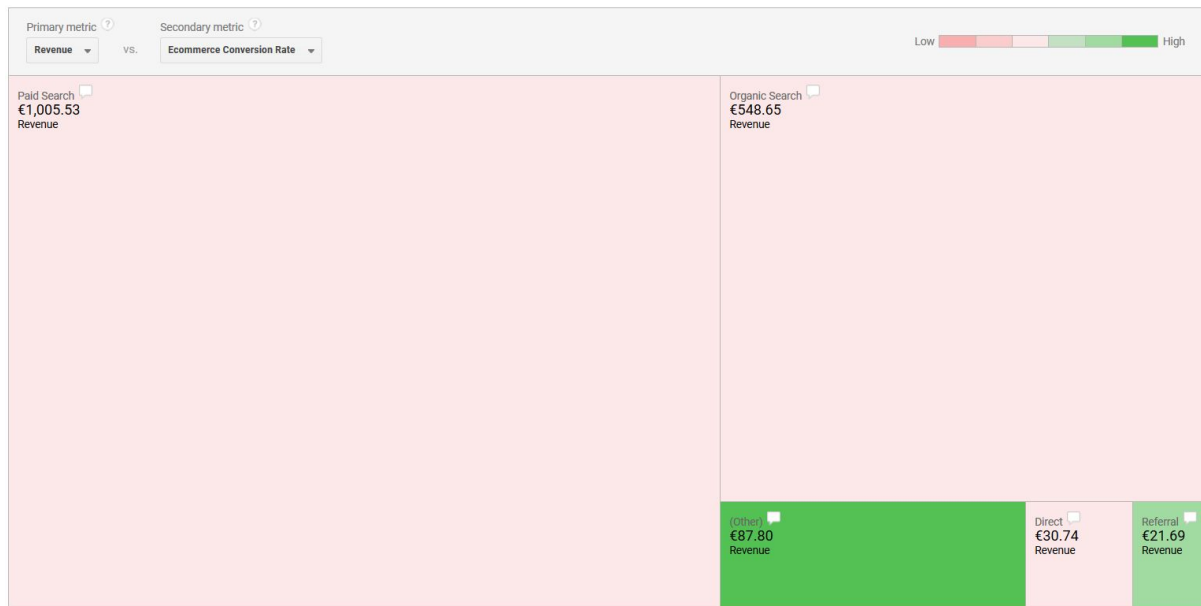 Primary metric ?
Secondary metric ?
Revenue
VS.
Ecommerce Conversion Rate
Low
High
Paid Search
€1,005.53
Revenue
Organic Search
€548.65
Revenue
(Other)
€87.80
Revenue
Direct
€30.74
Revenue
Referral
€21.69
Revenue